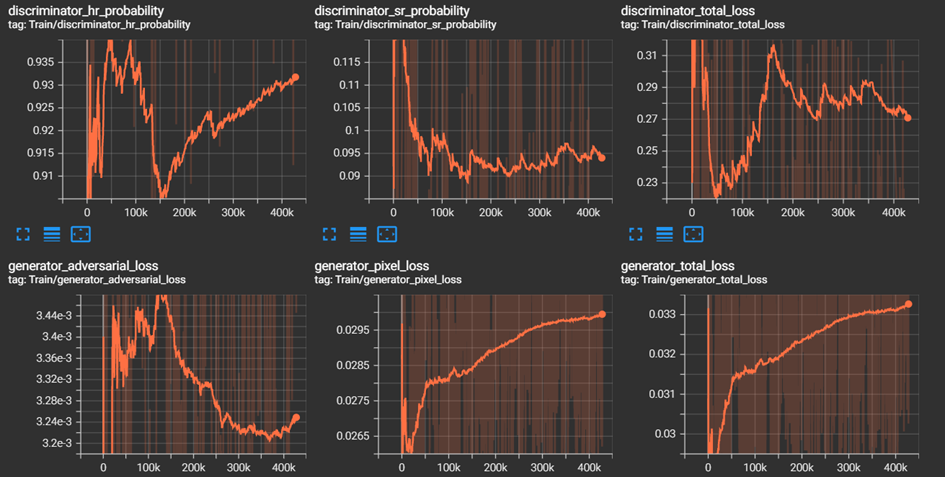 discriminator_hr_probability
tag: Train/discriminator_hr_probability
0.935
0.93
0.925
0.92
0.915
0.91
0 100k 200k 300k 400k
discriminator_sr_probability
tag: Train/discriminator_sr_probability
0.115
0.11
0.105
0.1
0.095
0.09
0 100k 200k 300k 400k
discriminator_total_loss
tag: Train/discriminator_total_loss
0.31
0.29
0.27
0.25
0.23
0 100k 200k 300k 400k
generator_adversarial_loss
tag: Train/generator_adversarial_loss
3.44e-3
3.4e-3
3.36e-3
3.32e-3
3.28e-3
3.24e-3
3.2e-3
0 100k 200k 300k 400k
generator_pixel_loss
tag: Train/generator_pixel_loss
0.0295
0.0285
0.0275
0.0265
0 100k 200k 300k 400k
generator_total_loss
tag: Train/generator_total_loss
0.033
0.032
0.031
0.03
0 100k 200k 300k 400k